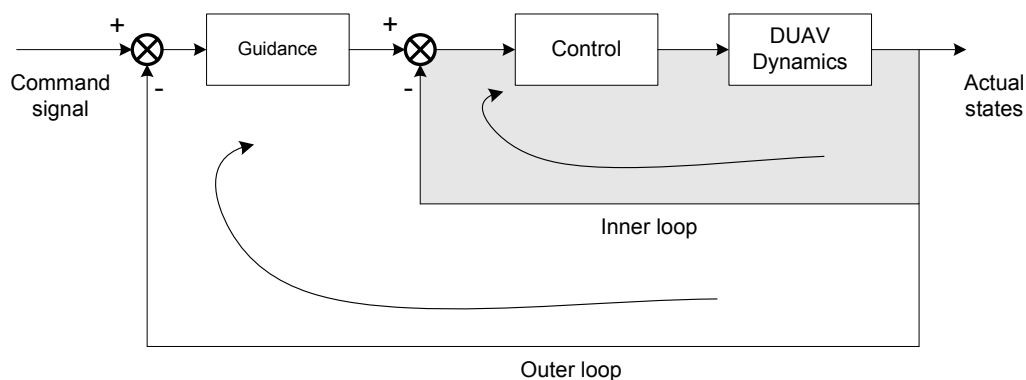 +
+
Guidance
Control
DUAV
Dynamics
-
-
Command
signal
Actual
states
Inner loop
Outer loop